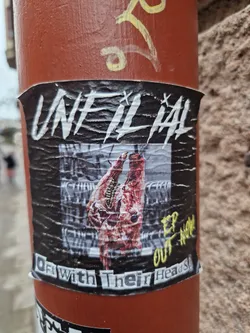 UNFILIAL
EP
OUT NOW
Off With Their Heads!